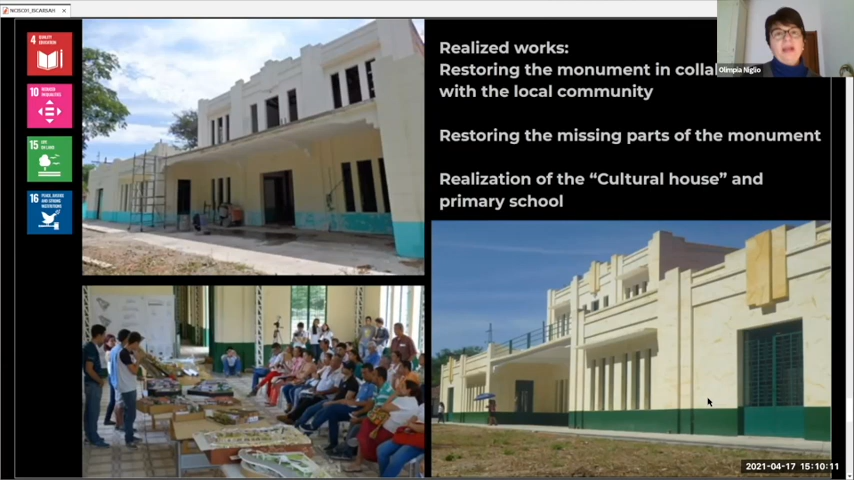 NCISC01_ISCARSAH
4 QUALITY EDUCATION
10 REDUCED INEQUALITIES
15 LIFE ON LAND
16 PEACE, JUSTICE AND STRONG INSTITUTIONS
Realized works:
Restoring the monument in colla
with the local community
Restoring the missing parts of the monument
Realization of the “Cultural house” and
primary school
Olimpia Niglio
2021-04-17 15:10:11